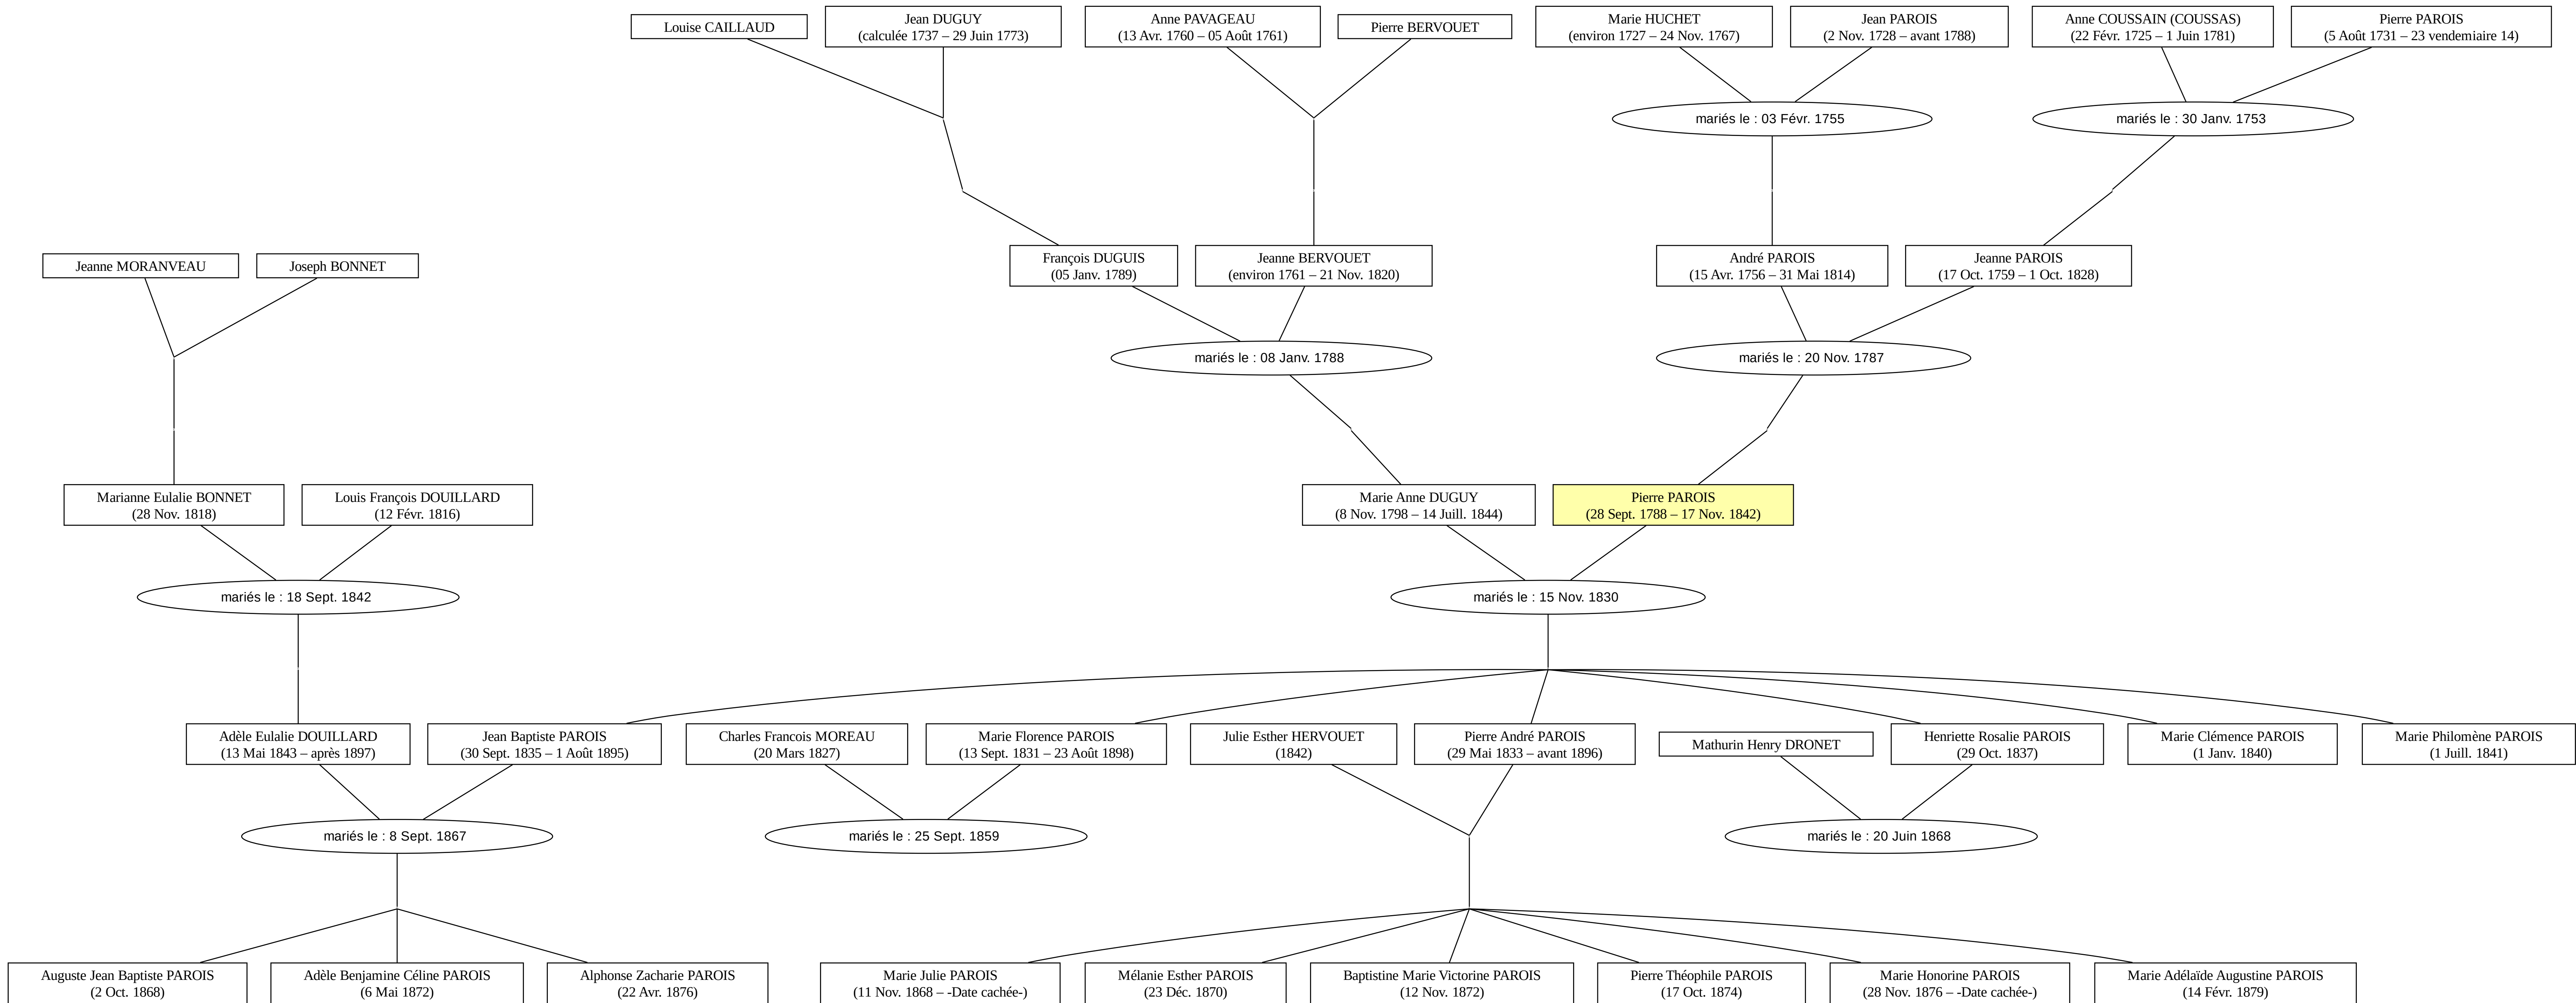 Louise CAILLAUD
Jean DUGUY
(calculée 1737 – 29 Juin 1773)
Anne PAVAGEAU
(13 Avr. 1760 – 05 Août 1761)
Pierre BERVOUET
Marie HUCHET
(environ 1727 – 24 Nov. 1767)
Jean PAROIS
(2 Nov. 1728 – avant 1788)
Anne COUSSAIN (COUSSAS)
(22 Févr. 1725 – 1 Juin 1781)
Pierre PAROIS
(5 Août 1731 – 23 vendemiaire 14)
mariés le : 03 Févr. 1755
mariés le : 30 Janv. 1753
Jeanne MORANVEAU
Joseph BONNET
François DUGUIS
(05 Janv. 1789)
Jeanne BERVOUET
(environ 1761 – 21 Nov. 1820)
André PAROIS
(15 Avr. 1756 – 31 Mai 1814)
Jeanne PAROIS
(17 Oct. 1759 – 1 Oct. 1828)
mariés le : 08 Janv. 1788
mariés le : 20 Nov. 1787
Marianne Eulalie BONNET
(28 Nov. 1818)
Louis François DOUILLARD
(12 Févr. 1816)
Marie Anne DUGUY
(8 Nov. 1798 – 14 Juill. 1844)
Pierre PAROIS
(28 Sept. 1788 – 17 Nov. 1842)
mariés le : 18 Sept. 1842
mariés le : 15 Nov. 1830
Adèle Eulalie DOUILLARD
(13 Mai 1843 – après 1897)
Jean Baptiste PAROIS
(30 Sept. 1835 – 1 Août 1895)
Charles Francois MOREAU
(20 Mars 1827)
Marie Florence PAROIS
(13 Sept. 1831 – 23 Août 1898)
Julie Esther HERVOUET
(1842)
Pierre André PAROIS
(29 Mai 1833 – avant 1896)
Mathurin Henry DRONET
Henriette Rosalie PAROIS
(29 Oct. 1837)
Marie Clémence PAROIS
(1 Janv. 1840)
Marie Philomène PAROIS
(1 Juill. 1841)
mariés le : 8 Sept. 1867
mariés le : 25 Sept. 1859
mariés le : 20 Juin 1868
Auguste Jean Baptiste PAROIS
(2 Oct. 1868)
Adèle Benjamine Céline PAROIS
(6 Mai 1872)
Alphonse Zacharie PAROIS
(22 Avr. 1876)
Marie Julie PAROIS
(11 Nov. 1868 – -Date cachée-)
Mélanie Esther PAROIS
(23 Déc. 1870)
Baptistine Marie Victorine PAROIS
(12 Nov. 1872)
Pierre Théophile PAROIS
(17 Oct. 1874)
Marie Honorine PAROIS
(28 Nov. 1876 – -Date cachée-)
Marie Adélaïde Augustine PAROIS
(14 Févr. 1879)